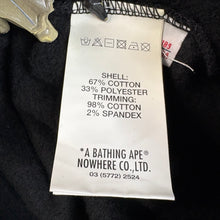 SHELL:
67% COTTON
33% POLYESTER
TRIMMING:
98% COTTON
2% SPANDEX
"A BATHING APE"
NOWHERE CO.,LTD.
03 (5772) 2524